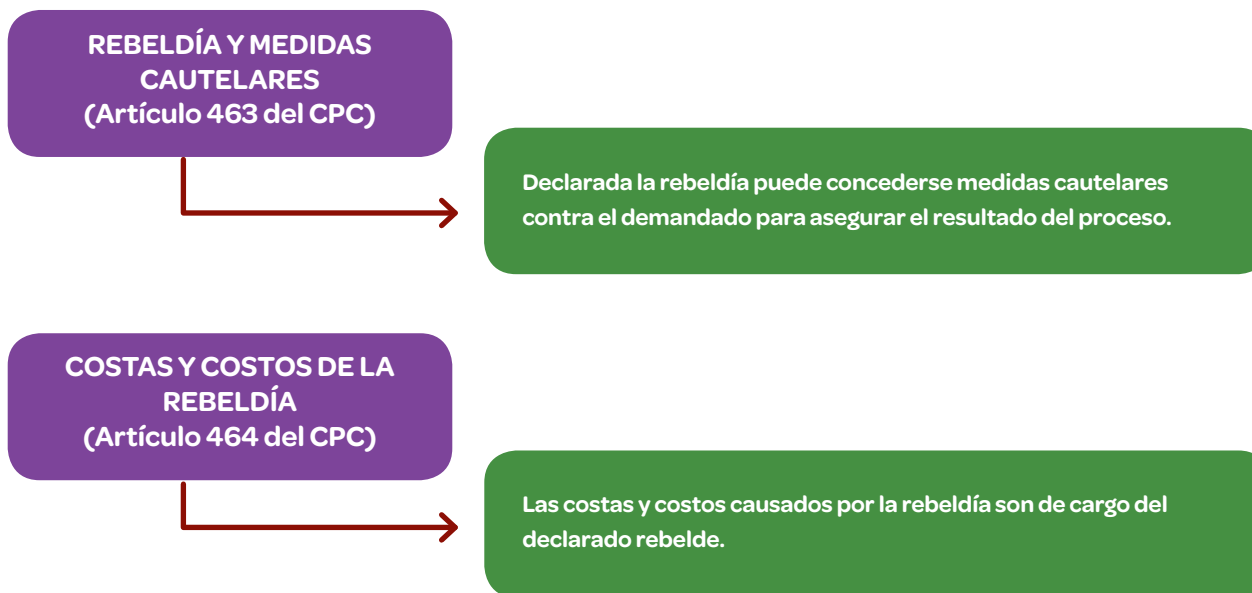 REBELDÍA Y MEDIDAS
CAUTELARES
(Artículo 463 del CPC)
Declarada la rebeldía puede concederse medidas cautelares
contra el demandado para asegurar el resultado del proceso.
COSTAS Y COSTOS DE LA
REBELDÍA
(Artículo 464 del CPC)
Las costas y costos causados por la rebeldía son de cargo del
declarado rebelde.